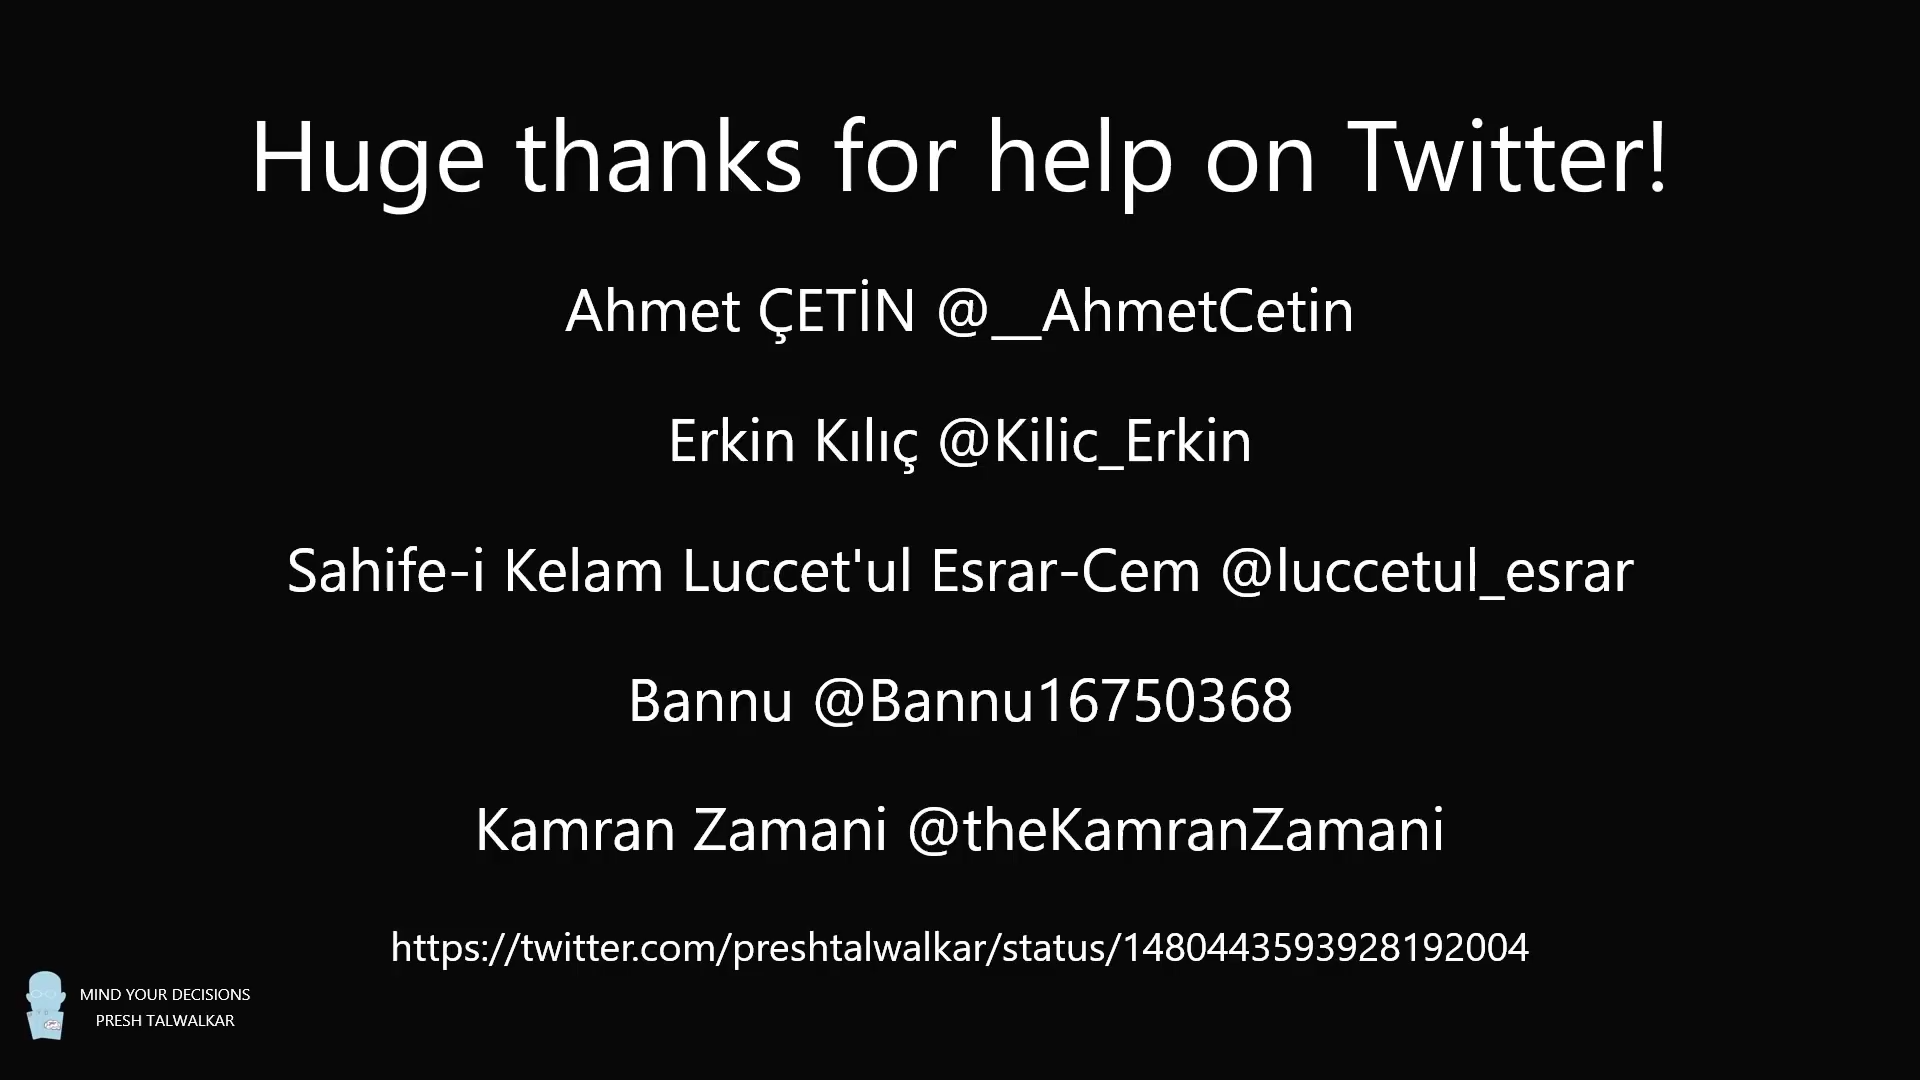 Huge thanks for help on Twitter!
Ahmet ÇETİN @__AhmetCetin
Erkin Kılıç @Kilic_Erkin
Sahife-i Kelam Luccet'ul Esrar-Cem @luccetul_esrar
Bannu @Bannu16750368
Kamran Zamani @theKamranZamani
https://twitter.com/preshtalwalkar/status/1480443593928192004
MIND YOUR DECISIONS
PRESH TALWALKAR